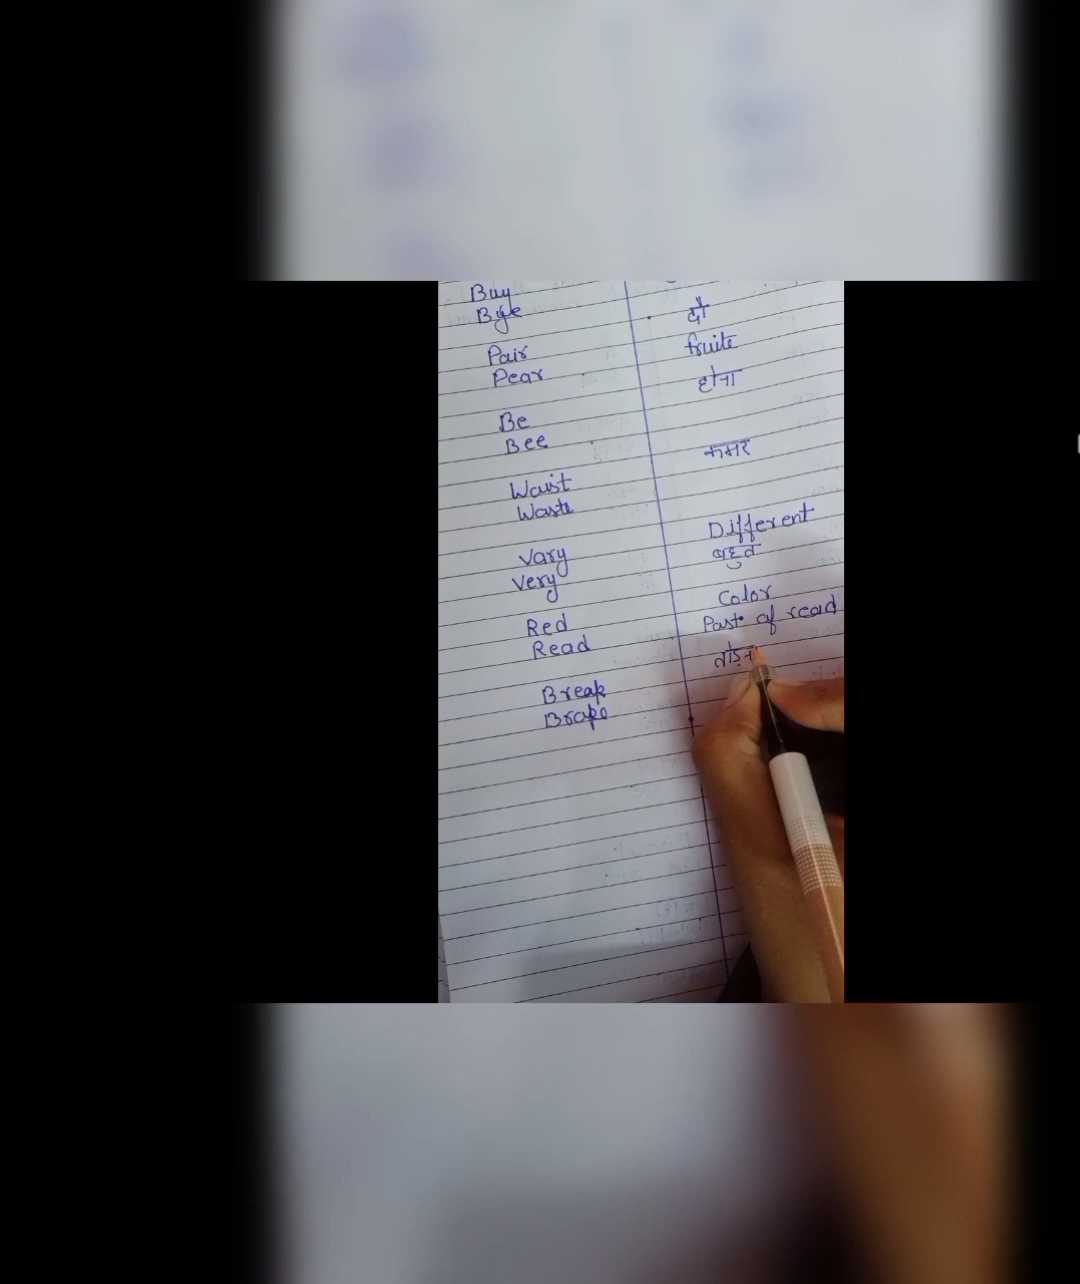 Buy
Bye
दो
Pair
fruite
Pear
होना
Be
Bee
कमर
Waist
Waste
Different
Vary
बहुत
Very
Color
Red
Past of read
Read
तोड़न
Break
Brake